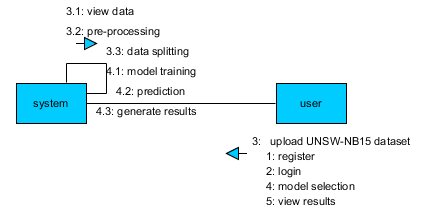 3.1: view data
3.2: pre-processing
3.3: data splitting
4.1: model training
4.2: prediction
4.3: generate results
system
user
3: upload UNSW-NB15 dataset
1: register
2: login
4: model selection
5: view results